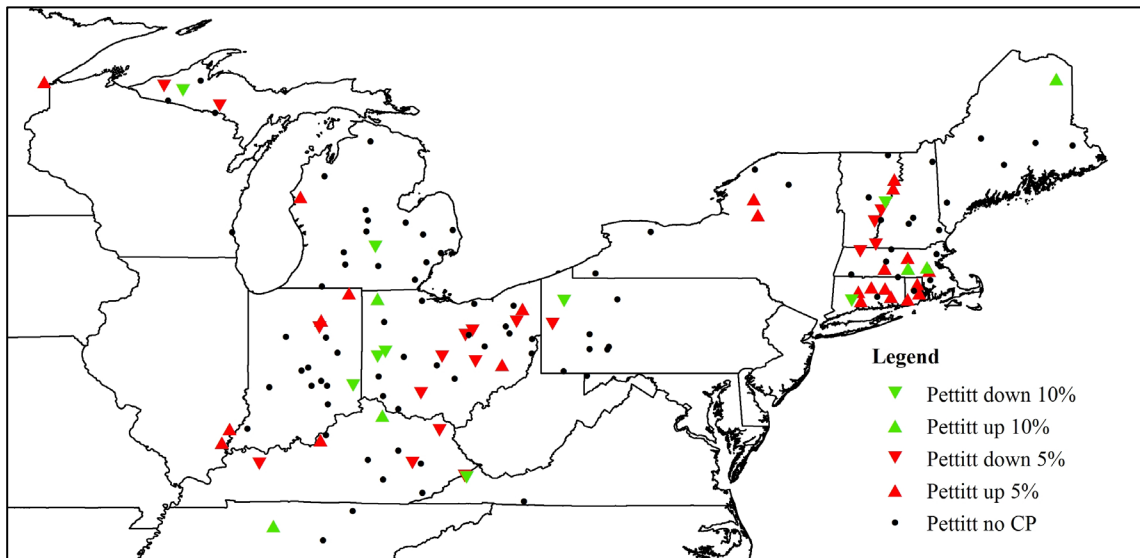 Legend
Pettitt down 10%
Pettitt up 10%
Pettitt down 5%
Pettitt up 5%
Pettitt no CP